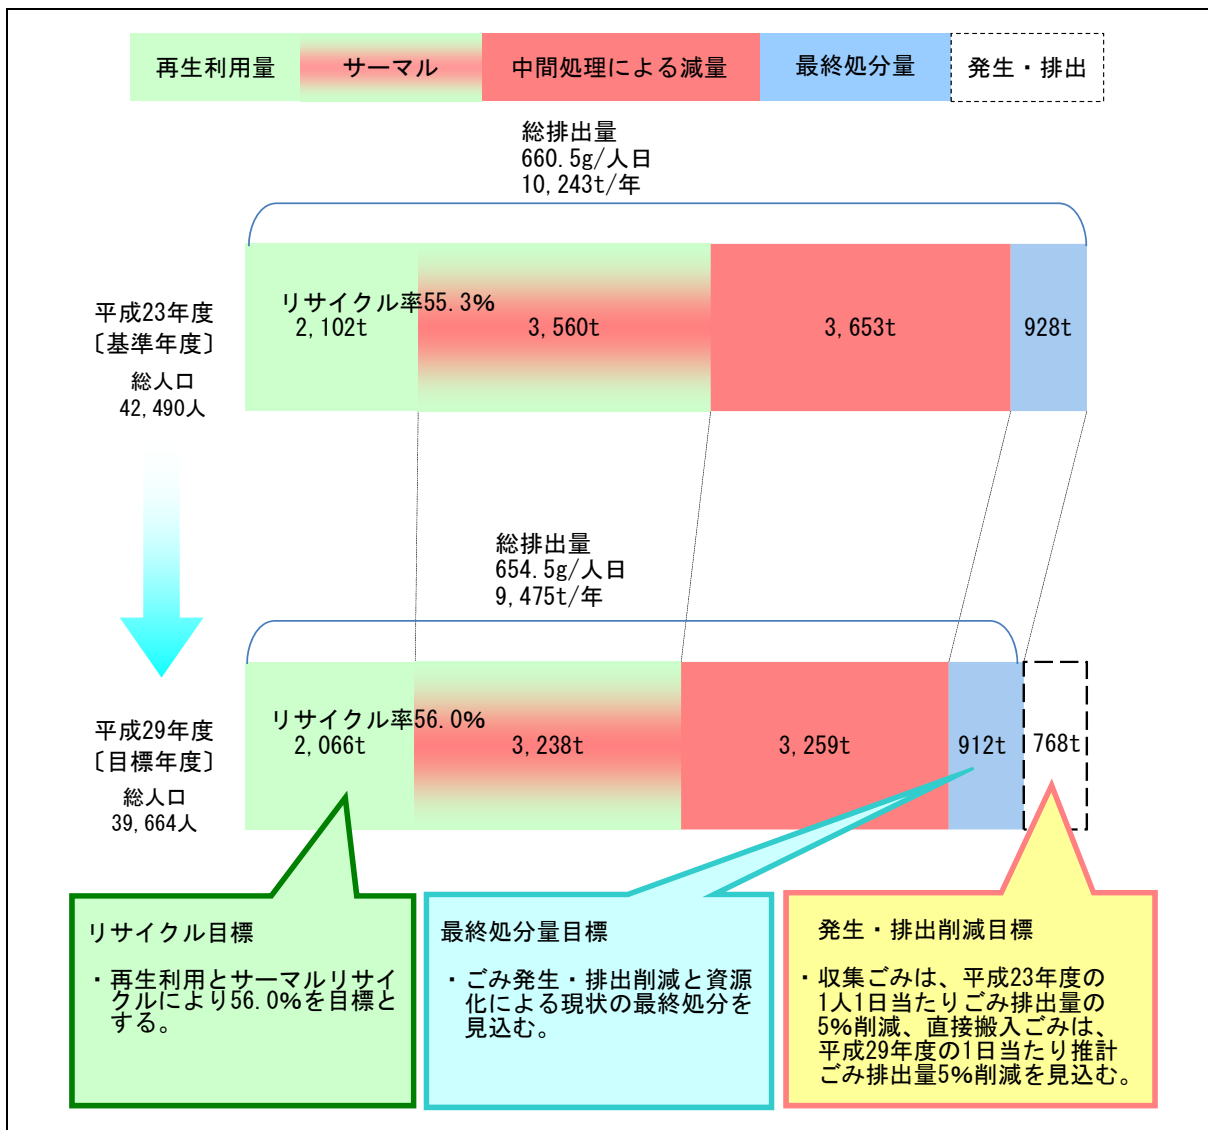 再生利用量
サーマル
中間処理による減量
最終処分量
発生・排出
総排出量
660.5g/人日
10,243t/年
平成23年度
〔基準年度〕
総人口
42,490人
リサイクル率55.3%
2,102t
3,560t
3,653t
928t
総排出量
654.5g/人日
9,475t/年
平成29年度
〔目標年度〕
総人口
39,664人
リサイクル率56.0%
2,066t
3,238t
3,259t
912t
768t
リサイクル目標
・再生利用とサーマルリサイ
クルにより56.0%を目標と
する。
最終処分量目標
・ごみ発生・排出削減と資源
化による現状の最終処分を
見込む。
発生・排出削減目標
・収集ごみは、平成23年度の
1人1日当たりごみ排出量の
5%削減、直接搬入ごみは、
平成29年度の1日当たり推計
ごみ排出量5%削減を見込む。